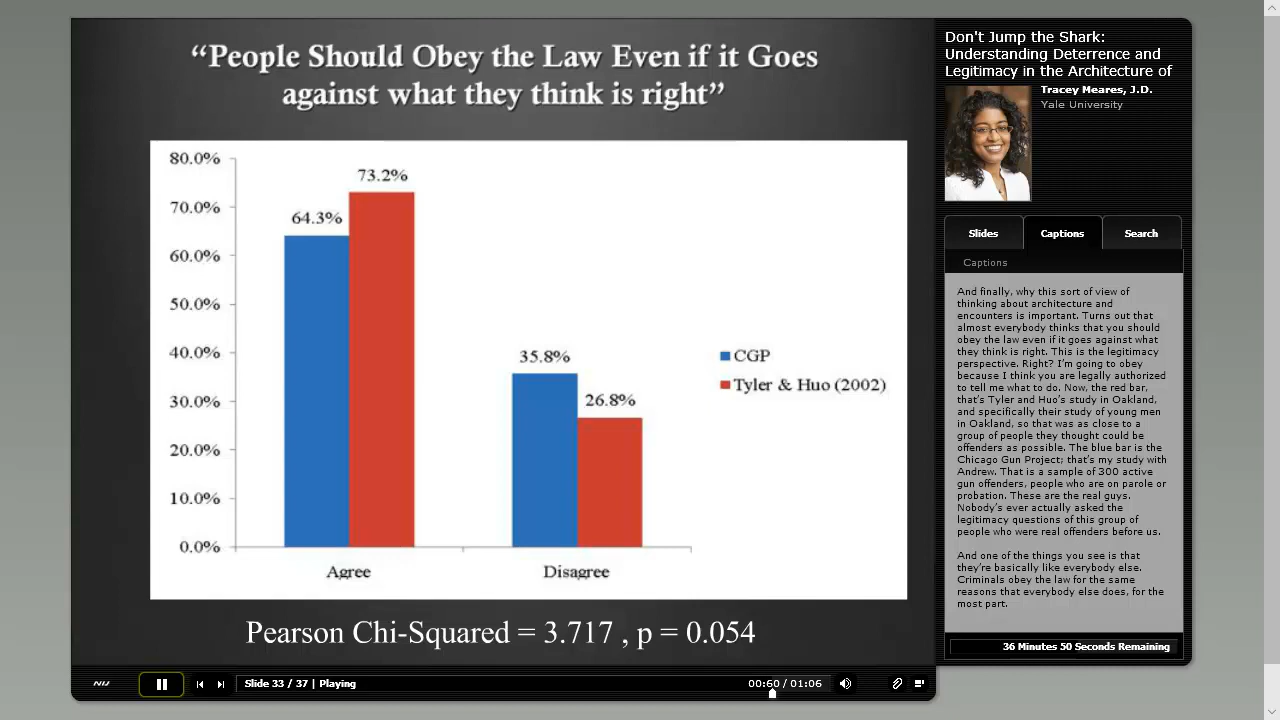 “People Should Obey the Law Even if it Goes
against what they think is right”
80.0%
70.0%
60.0%
50.0%
40.0%
30.0%
20.0%
10.0%
0.0%
64.3%
73.2%
35.8%
26.8%
Agree
Disagree
CGP
Tyler & Huo (2002)
Pearson Chi-Squared = 3.717 , p = 0.054
Slide 33 / 37 | Playing
00:60 / 01:06
Don't Jump the Shark:
Understanding Deterrence and
Legitimacy in the Architecture of
Tracey Meares, J.D.
Yale University
Slides
Captions
Search
Captions
And finally, why this sort of view of
thinking about architecture and
encounters is important. Turns out that
almost everybody thinks that you should
obey the law even if it goes against what
they think is right. This is the legitimacy
perspective. Right? I'm going to obey
because I think you are legally authorized
to tell me what to do. Now, the red bar,
that's Tyler and Huo's study in Oakland,
and specifically their study of young men
in Oakland, so that was as close to a
group of people they thought could be
offenders as possible. The blue bar is the
Chicago Gun Project; that's my study with
Andrew. That is a sample of 300 active
gun offenders, people who are on parole or
probation. These are the real guys.
Nobody's ever actually asked the
legitimacy questions of this group of
people who were real offenders before us.
And one of the things you see is that
they're basically like everybody else.
Criminals obey the law for the same
reasons that everybody else does, for the
most part.
36 Minutes 50 Seconds Remaining